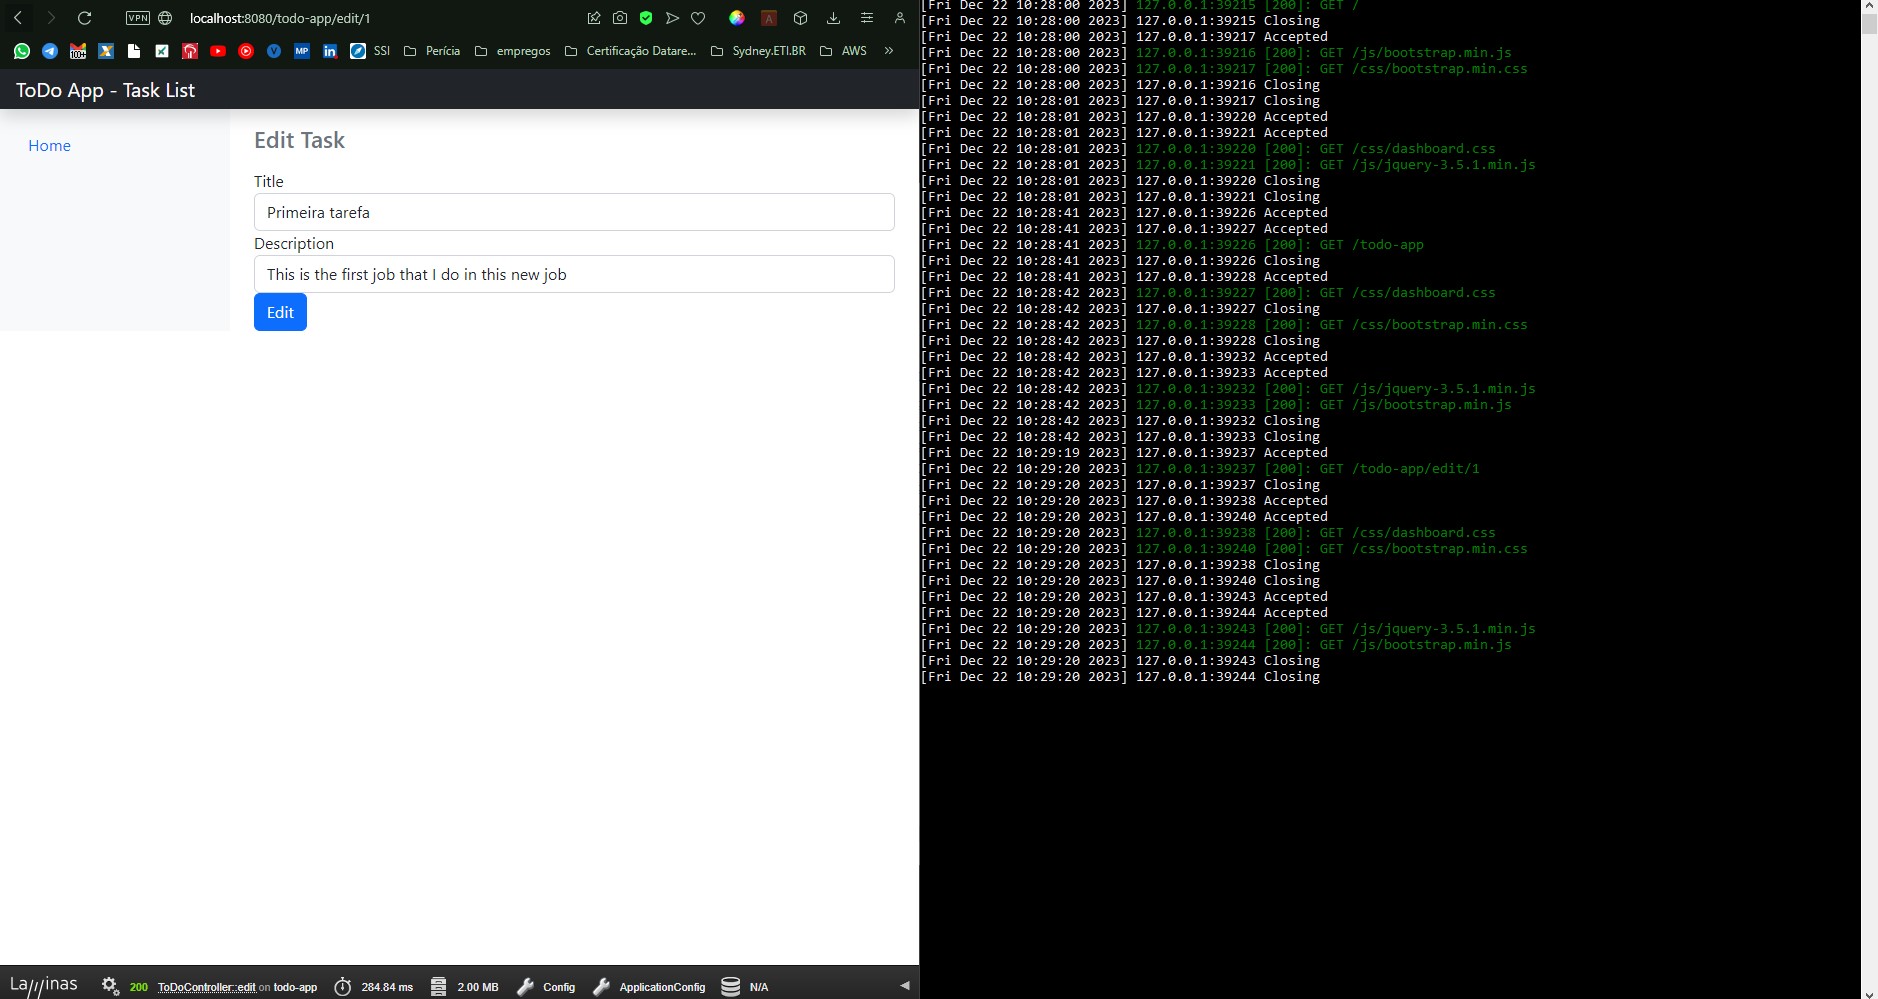 VPN localhost:8080/todo-app/edit/1
100+ MP in SSI Perícia empregos Certificação Datare... Sydney.ETI.BR AWS »
ToDo App - Task List
Home
Edit Task
Title
Primeira tarefa
Description
This is the first job that I do in this new job
Edit
Laminas 200 ToDoController::edit on todo-app 284.84 ms 2.00 MB Config ApplicationConfig N/A
[Fri Dec 22 10:28:00 2023] 127.0.0.1:39215 [200]: GET /
[Fri Dec 22 10:28:00 2023] 127.0.0.1:39215 Closing
[Fri Dec 22 10:28:00 2023] 127.0.0.1:39217 Accepted
[Fri Dec 22 10:28:00 2023] 127.0.0.1:39216 [200]: GET /js/bootstrap.min.js
[Fri Dec 22 10:28:00 2023] 127.0.0.1:39217 [200]: GET /css/bootstrap.min.css
[Fri Dec 22 10:28:00 2023] 127.0.0.1:39216 Closing
[Fri Dec 22 10:28:01 2023] 127.0.0.1:39217 Closing
[Fri Dec 22 10:28:01 2023] 127.0.0.1:39220 Accepted
[Fri Dec 22 10:28:01 2023] 127.0.0.1:39221 Accepted
[Fri Dec 22 10:28:01 2023] 127.0.0.1:39220 [200]: GET /css/dashboard.css
[Fri Dec 22 10:28:01 2023] 127.0.0.1:39221 [200]: GET /js/jquery-3.5.1.min.js
[Fri Dec 22 10:28:01 2023] 127.0.0.1:39220 Closing
[Fri Dec 22 10:28:01 2023] 127.0.0.1:39221 Closing
[Fri Dec 22 10:28:41 2023] 127.0.0.1:39226 Accepted
[Fri Dec 22 10:28:41 2023] 127.0.0.1:39227 Accepted
[Fri Dec 22 10:28:41 2023] 127.0.0.1:39226 [200]: GET /todo-app
[Fri Dec 22 10:28:41 2023] 127.0.0.1:39226 Closing
[Fri Dec 22 10:28:41 2023] 127.0.0.1:39228 Accepted
[Fri Dec 22 10:28:42 2023] 127.0.0.1:39227 [200]: GET /css/dashboard.css
[Fri Dec 22 10:28:42 2023] 127.0.0.1:39227 Closing
[Fri Dec 22 10:28:42 2023] 127.0.0.1:39228 [200]: GET /css/bootstrap.min.css
[Fri Dec 22 10:28:42 2023] 127.0.0.1:39228 Closing
[Fri Dec 22 10:28:42 2023] 127.0.0.1:39232 Accepted
[Fri Dec 22 10:28:42 2023] 127.0.0.1:39233 Accepted
[Fri Dec 22 10:28:42 2023] 127.0.0.1:39232 [200]: GET /js/jquery-3.5.1.min.js
[Fri Dec 22 10:28:42 2023] 127.0.0.1:39233 [200]: GET /js/bootstrap.min.js
[Fri Dec 22 10:28:42 2023] 127.0.0.1:39232 Closing
[Fri Dec 22 10:28:42 2023] 127.0.0.1:39233 Closing
[Fri Dec 22 10:29:19 2023] 127.0.0.1:39237 Accepted
[Fri Dec 22 10:29:20 2023] 127.0.0.1:39237 [200]: GET /todo-app/edit/1
[Fri Dec 22 10:29:20 2023] 127.0.0.1:39237 Closing
[Fri Dec 22 10:29:20 2023] 127.0.0.1:39238 Accepted
[Fri Dec 22 10:29:20 2023] 127.0.0.1:39240 Accepted
[Fri Dec 22 10:29:20 2023] 127.0.0.1:39238 [200]: GET /css/dashboard.css
[Fri Dec 22 10:29:20 2023] 127.0.0.1:39240 [200]: GET /css/bootstrap.min.css
[Fri Dec 22 10:29:20 2023] 127.0.0.1:39238 Closing
[Fri Dec 22 10:29:20 2023] 127.0.0.1:39240 Closing
[Fri Dec 22 10:29:20 2023] 127.0.0.1:39243 Accepted
[Fri Dec 22 10:29:20 2023] 127.0.0.1:39244 Accepted
[Fri Dec 22 10:29:20 2023] 127.0.0.1:39243 [200]: GET /js/jquery-3.5.1.min.js
[Fri Dec 22 10:29:20 2023] 127.0.0.1:39244 [200]: GET /js/bootstrap.min.js
[Fri Dec 22 10:29:20 2023] 127.0.0.1:39243 Closing
[Fri Dec 22 10:29:20 2023] 127.0.0.1:39244 Closing